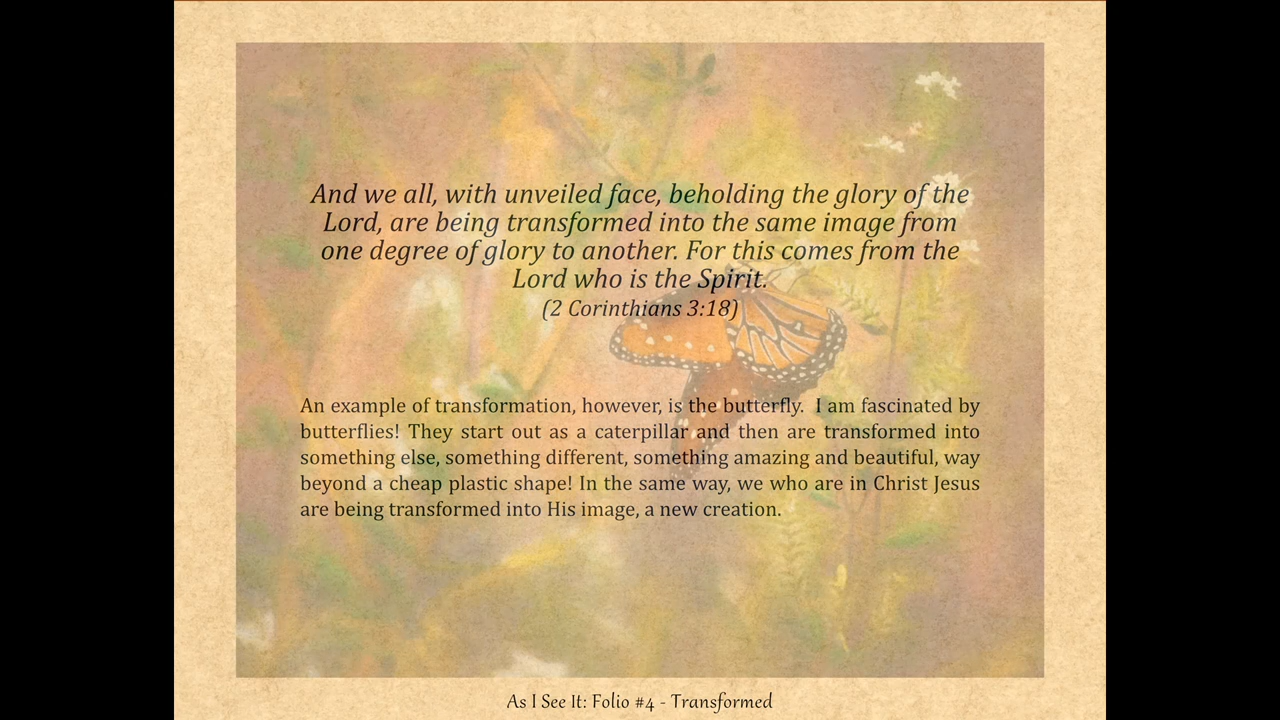 And we all, with unveiled face, beholding the glory of the
Lord, are being transformed into the same image from
one degree of glory to another. For this comes from the
Lord who is the Spirit.
(2 Corinthians 3:18)
An example of transformation, however, is the butterfly.  I am fascinated by
butterflies! They start out as a caterpillar and then are transformed into
something else, something different, something amazing and beautiful, way
beyond a cheap plastic shape! In the same way, we who are in Christ Jesus
are being transformed into His image, a new creation.
As I See It: Folio #4 - Transformed